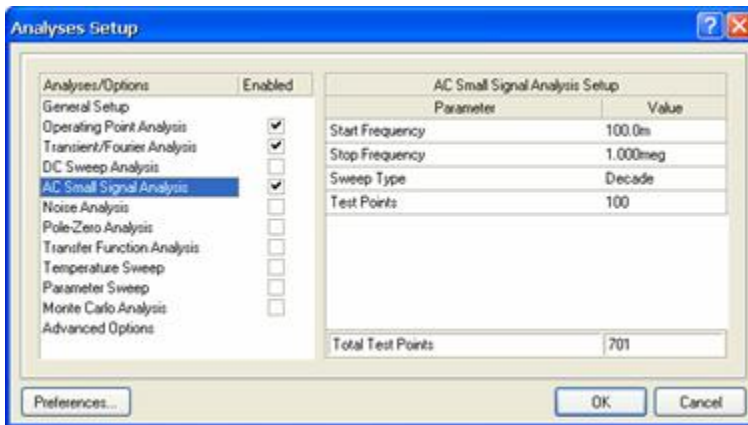 Analyses Setup
Analyses/Options Enabled
General Setup
Operating Point Analysis
Transient/Fourier Analysis
DC Sweep Analysis
AC Small Signal Analysis
Noise Analysis
Pole-Zero Analysis
Transfer Function Analysis
Temperature Sweep
Parameter Sweep
Monte Carlo Analysis
Advanced Options
AC Small Signal Analysis Setup
Parameter Value
Start Frequency 100.0m
Stop Frequency 1.000meg
Sweep Type Decade
Test Points 100
Total Test Points 701
Preferences... OK Cancel